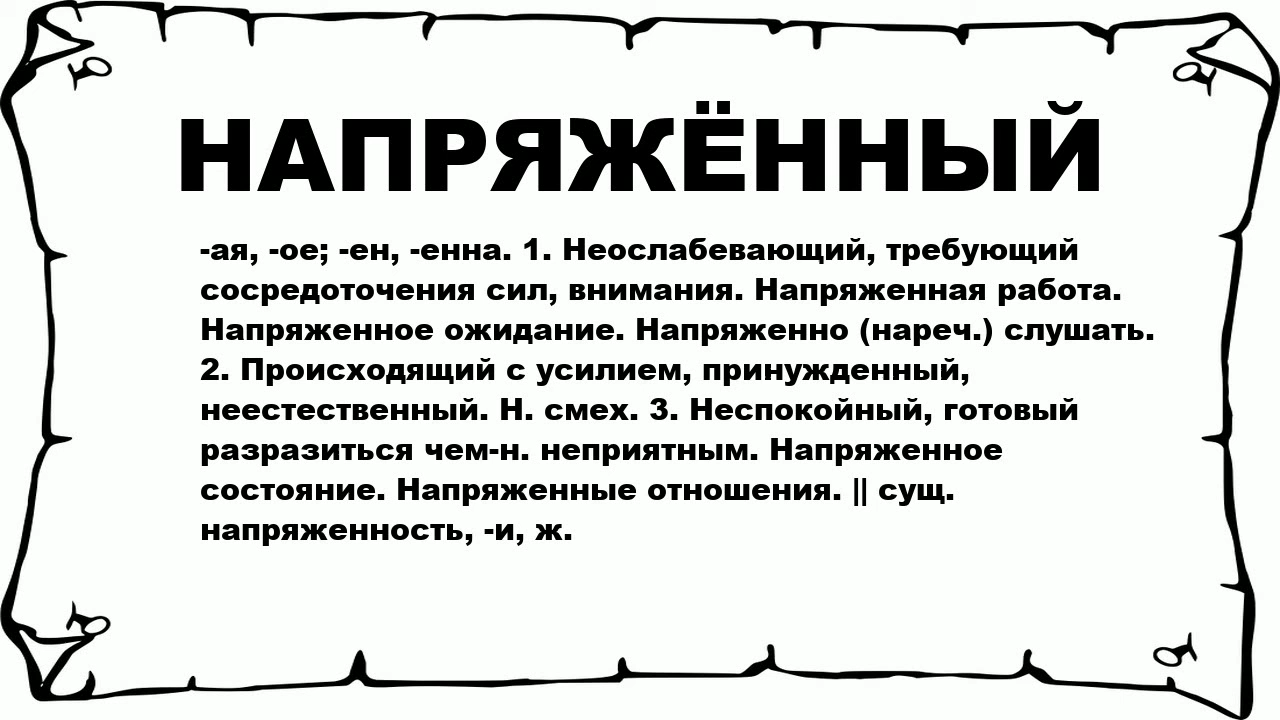 НАПРЯЖЁННЫЙ
-ая, -ое; -ен, -енна. 1. Неослабевающий, требующий
сосредоточения сил, внимания. Напряженная работа.
Напряженное ожидание. Напряженно (нареч.) слушать.
2. Происходящий с усилием, принужденный,
неестественный. Н. смех. 3. Неспокойный, готовый
разразиться чем-н. неприятным. Напряженное
состояние. Напряженные отношения. || сущ.
напряженность, -и, ж.